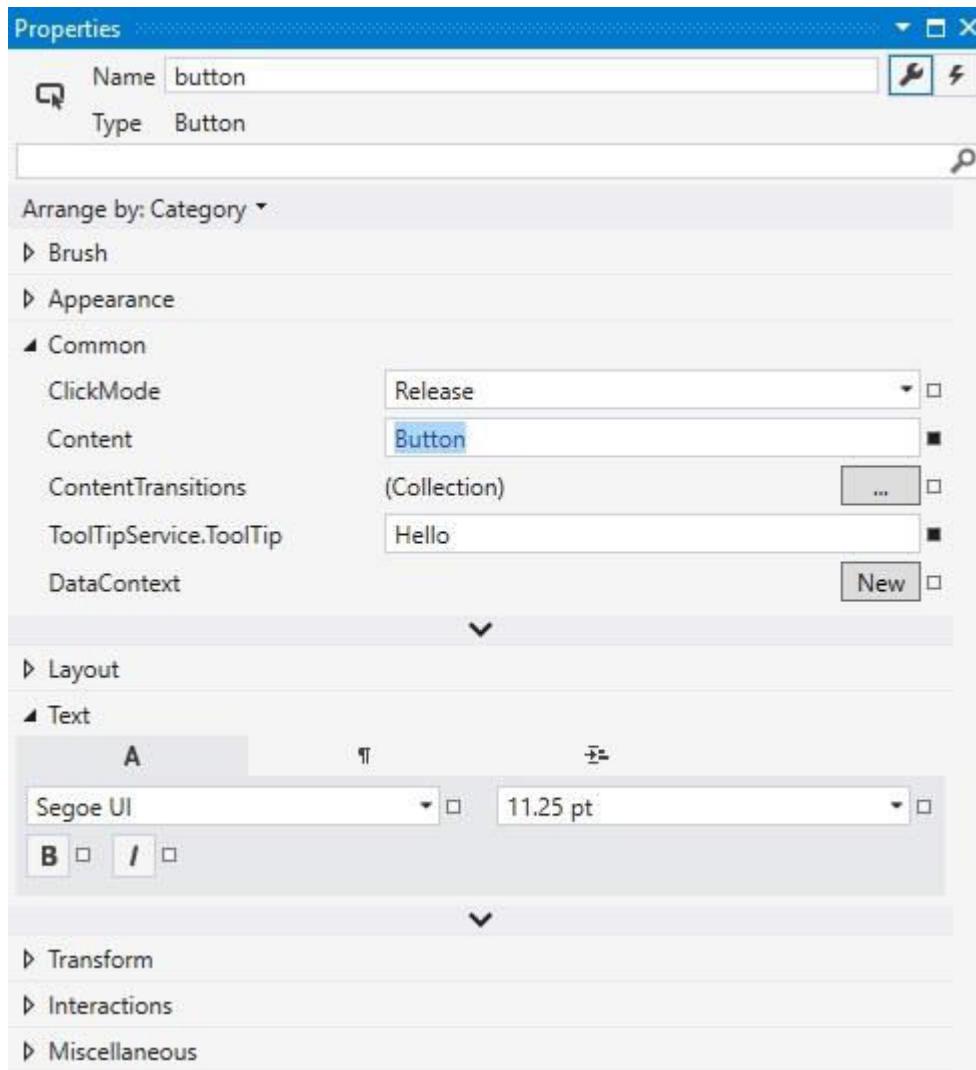 Properties
Name button
Type Button
Arrange by: Category
Brush
Appearance
Common
ClickMode Release
Content Button
ContentTransitions (Collection) ...
ToolTipService.ToolTip Hello
DataContext New
Layout
Text
A ¶
Segoe UI 11.25 pt
B I
Transform
Interactions
Miscellaneous